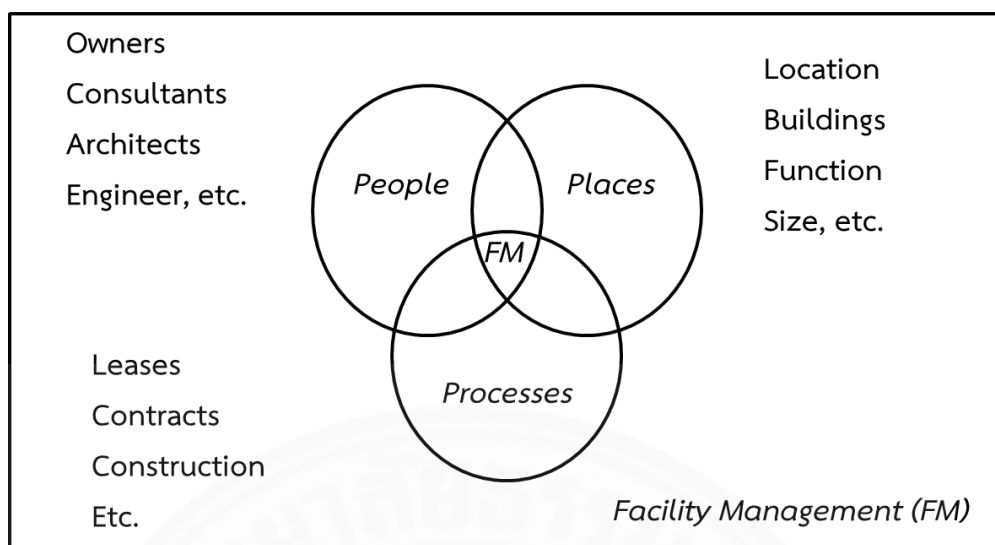 Owners
Consultants
Architects
Engineer, etc.
Location
Buildings
Function
Size, etc.
People
Places
FM
Processes
Leases
Contracts
Construction
Etc.
Facility Management (FM)